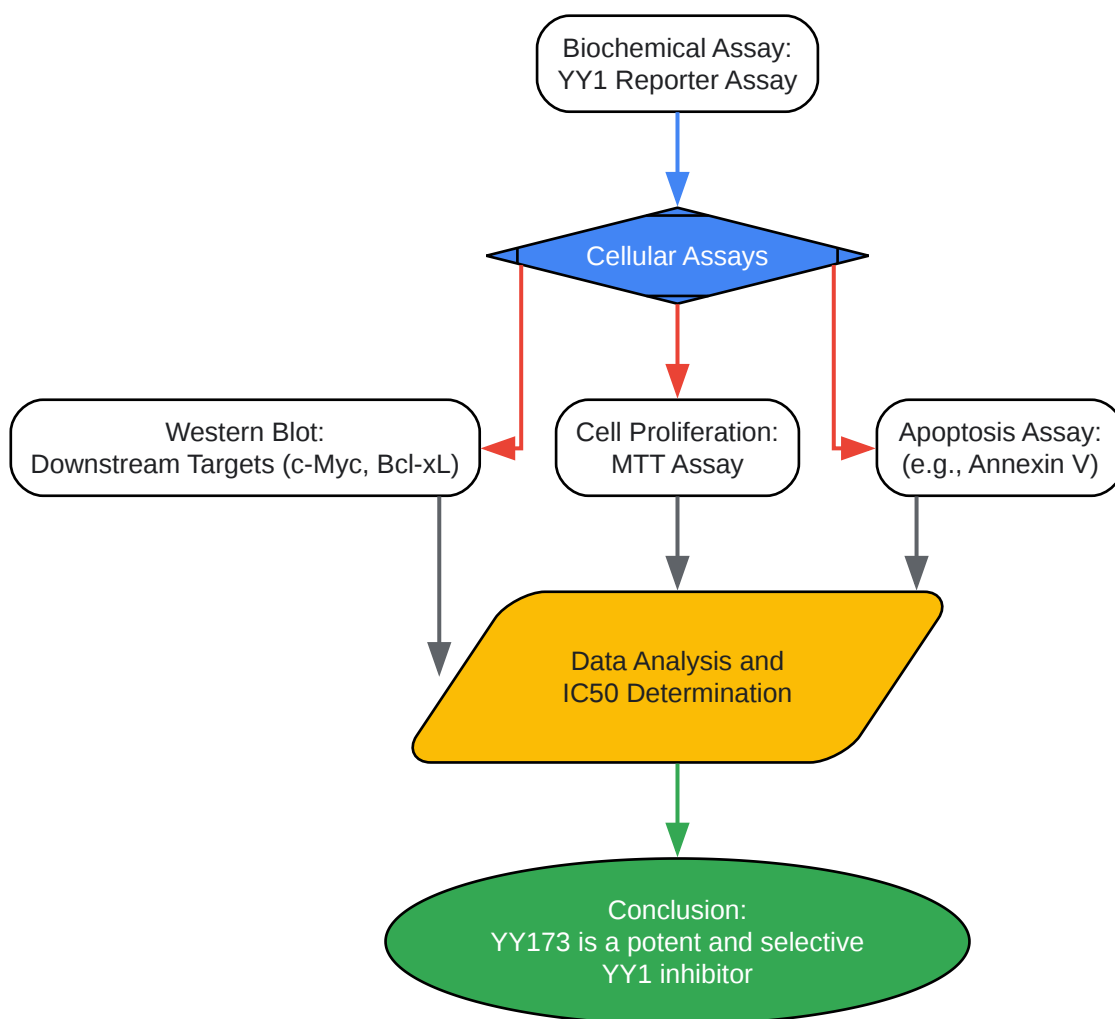 Biochemical Assay:
YY1 Reporter Assay
Cellular Assays
Western Blot:
Downstream Targets (c-Myc, Bcl-xL)
Cell Proliferation:
MTT Assay
Apoptosis Assay:
(e.g., Annexin V)
Data Analysis and
IC50 Determination
Conclusion:
YY173 is a potent and selective
YY1 inhibitor